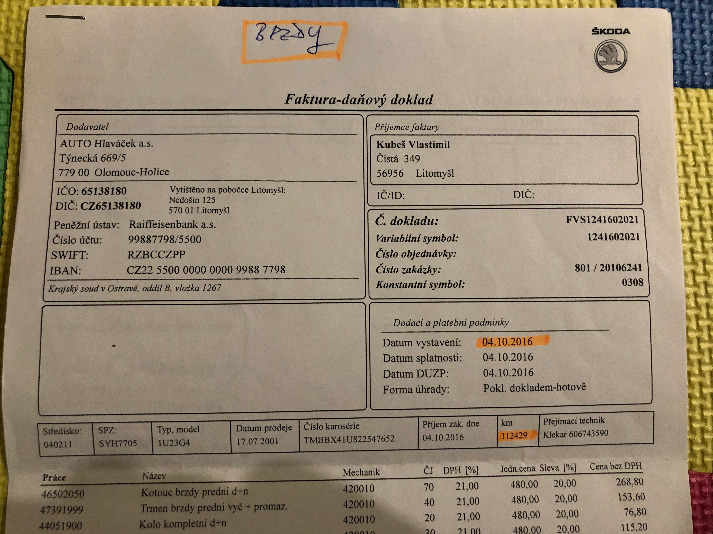 BRZDY
ŠKODA
Faktura-daňový doklad
Dodavatel
AUTO Hlaváček a.s.
Týnecká 669/5
779 00 Olomouc-Holice
IČO: 65138180
DIČ: CZ65138180
Vytištěno na pobočce Litomyšl:
Nedošín 125
570 01 Litomyšl
Peněžní ústav: Raiffeisenbank a.s.
Číslo účtu: 99887798/5500
SWIFT: RZBCCZPP
IBAN: CZ22 5500 0000 0000 9988 7798
Krajský soud v Ostravě, oddíl B, vložka 1267
Příjemce faktury
Kubeš Vlastimil
Čistá 349
56956 Litomyšl
IČ/ID: DIČ:
Č. dokladu: FVS1241602021
Variabilní symbol: 1241602021
Číslo objednávky:
Číslo zakázky: 801 / 20106241
Konstantní symbol: 0308
Dodací a platební podmínky
Datum vystavení: 04.10.2016
Datum splatnosti: 04.10.2016
Datum DUZP: 04.10.2016
Forma úhrady: Pokl. dokladem-hotově
Středisko: SPZ: Typ, model Datum prodeje Číslo karosérie Příjem zak. dne km Přejímací technik
040211 SYH7705 1U23G4 17.07.2001 TMBBX41U822547652 04.10.2016 112429 Klekar 606743590
Práce Název Mechanik ČJ DPH [%] Jedn.cena Sleva [%] Cena bez DPH
46502050 Kotouc brzdy prední d+n 420010 70 21,00 480,00 20,00 268,80
47391999 Trmen brzdy prední vyč + promaz. 420010 40 21,00 480,00 20,00 153,60
44051900 Kolo kompletní d+n 420010 20 21,00 480,00 20,00 76,80
420010 30 21,00 480,00 20,00 115,20